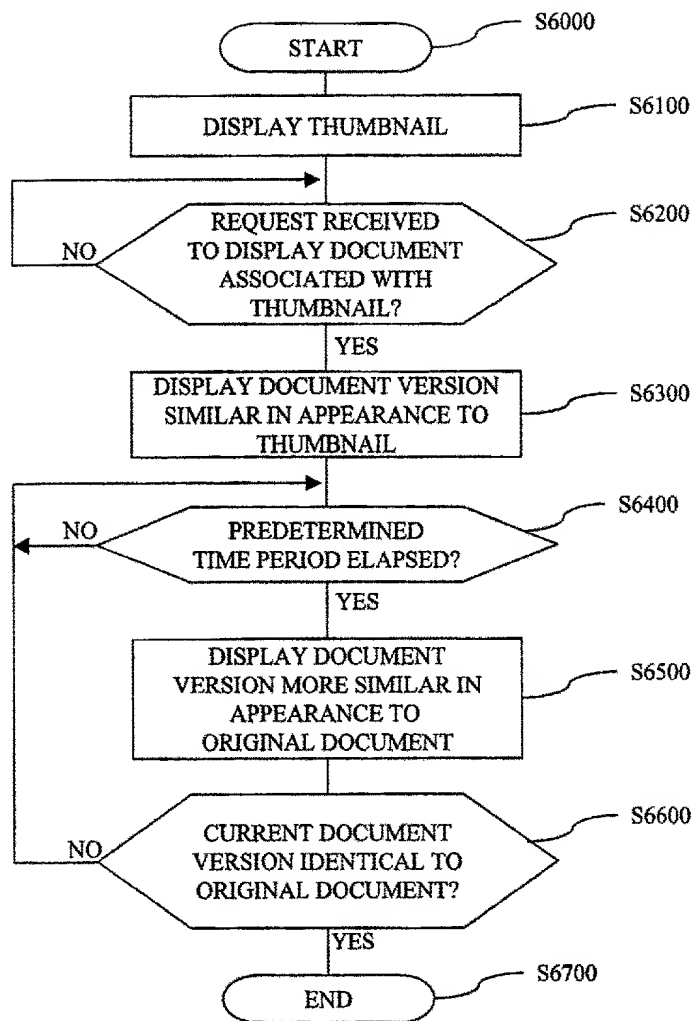 START
S6000
DISPLAY THUMBNAIL
S6100
REQUEST RECEIVED
TO DISPLAY DOCUMENT
ASSOCIATED WITH
THUMBNAIL?
S6200
NO
YES
DISPLAY DOCUMENT VERSION
SIMILAR IN APPEARANCE TO
THUMBNAIL
S6300
PREDETERMINED
TIME PERIOD ELAPSED?
S6400
NO
YES
DISPLAY DOCUMENT
VERSION MORE SIMILAR IN
APPEARANCE TO
ORIGINAL DOCUMENT
S6500
CURRENT DOCUMENT
VERSION IDENTICAL TO
ORIGINAL DOCUMENT?
S6600
NO
YES
END
S6700